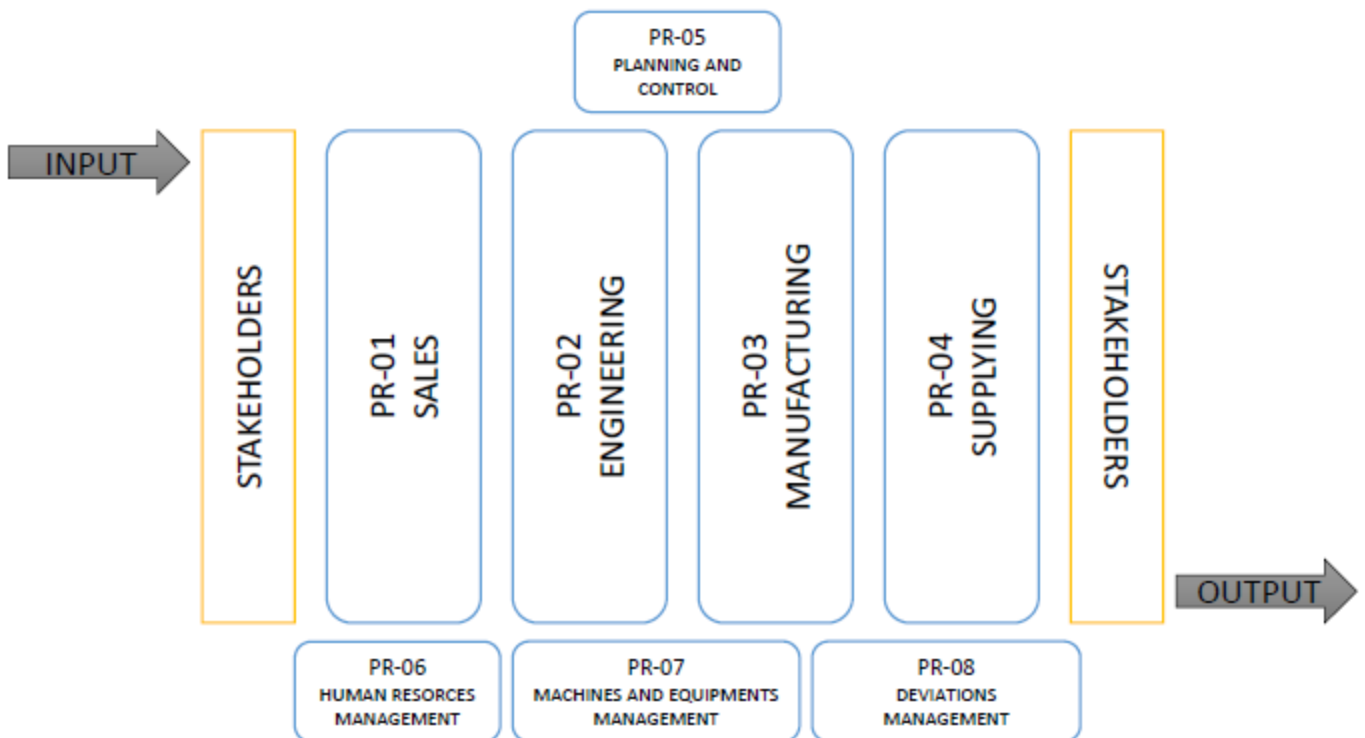 PR-05
PLANNING AND
CONTROL
INPUT
STAKEHOLDERS
PR-01
SALES
PR-02
ENGINEERING
PR-03
MANUFACTURING
PR-04
SUPPLYING
STAKEHOLDERS
OUTPUT
PR-06
HUMAN RESORCES
MANAGEMENT
PR-07
MACHINES AND EQUIPMENTS
MANAGEMENT
PR-08
DEVIATIONS
MANAGEMENT